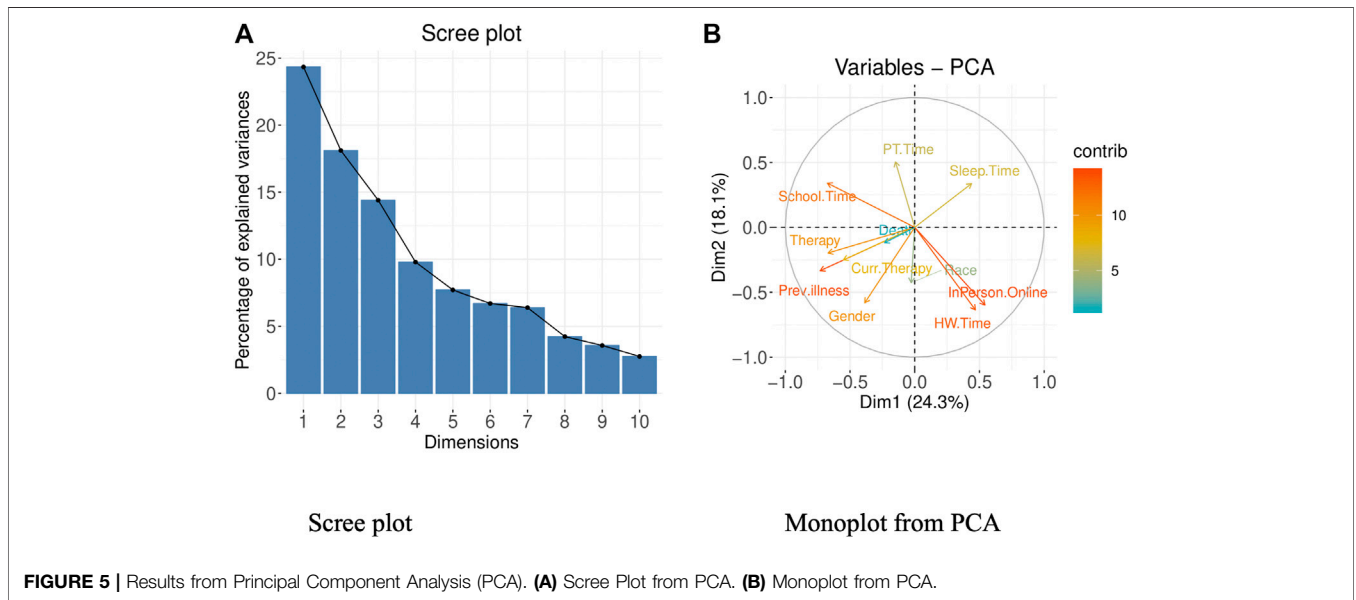 A
Scree plot
Percentage of explained variances
25
20
15
10
5
0
1 2 3 4 5 6 7 8 9 10
Dimensions
B
Variables – PCA
Dim2 (18.1%)
1.0
0.5
0.0
−0.5
−1.0
PT.Time
Sleep.Time
School.Time
Death
Therapy
Curr.Therapy
Race
Prev.illness
InPerson.Online
Gender
HW.Time
−1.0 −0.5 0.0 0.5 1.0
Dim1 (24.3%)
contrib
10
5
Scree plot
Monoplot from PCA
FIGURE 5 | Results from Principal Component Analysis (PCA). (A) Scree Plot from PCA. (B) Monoplot from PCA.